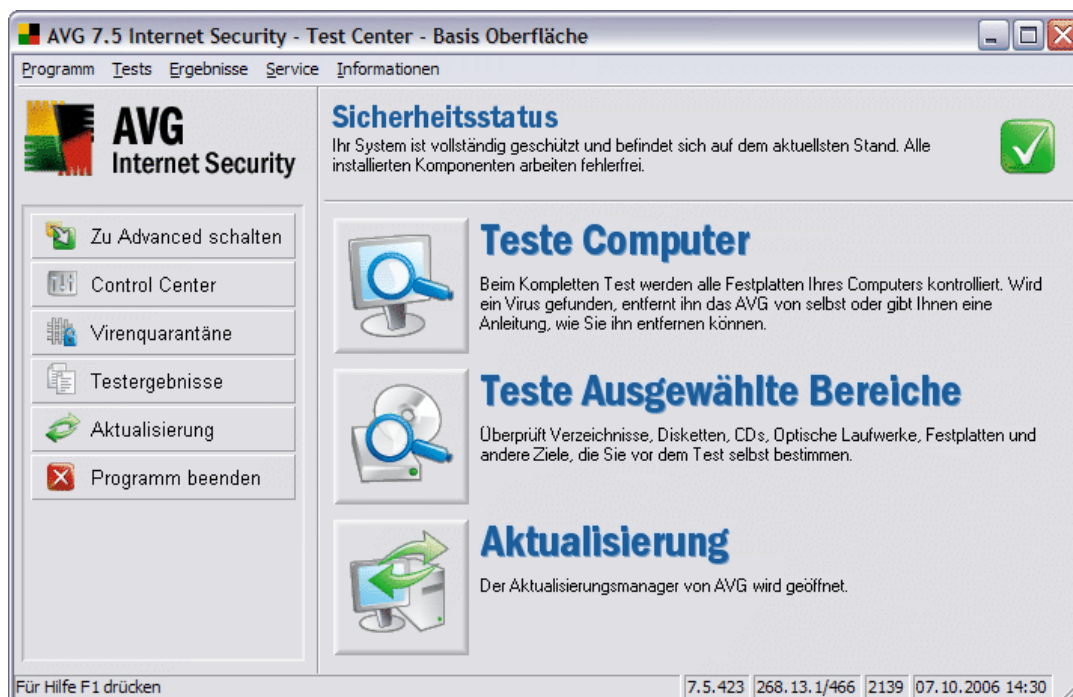 AVG 7.5 Internet Security - Test Center - Basis Oberfläche
Programm Tests Ergebnisse Service Informationen
AVG
Internet Security
Sicherheitsstatus
Ihr System ist vollständig geschützt und befindet sich auf dem aktuellsten Stand. Alle
installierten Komponenten arbeiten fehlerfrei.
Zu Advanced schalten
Control Center
Virenquarantäne
Testergebnisse
Aktualisierung
Programm beenden
Teste Computer
Beim Kompletten Test werden alle Festplatten Ihres Computers kontrolliert. Wird
ein Virus gefunden, entfernt ihn das AVG von selbst oder gibt Ihnen eine
Anleitung, wie Sie ihn entfernen können.
Teste Ausgewählte Bereiche
Überprüft Verzeichnisse, Disketten, CDs, Optische Laufwerke, Festplatten und
andere Ziele, die Sie vor dem Test selbst bestimmen.
Aktualisierung
Der Aktualisierungsmanager von AVG wird geöffnet.
Für Hilfe F1 drücken
7.5.423 268.13.1/466 2139 07.10.2006 14:30